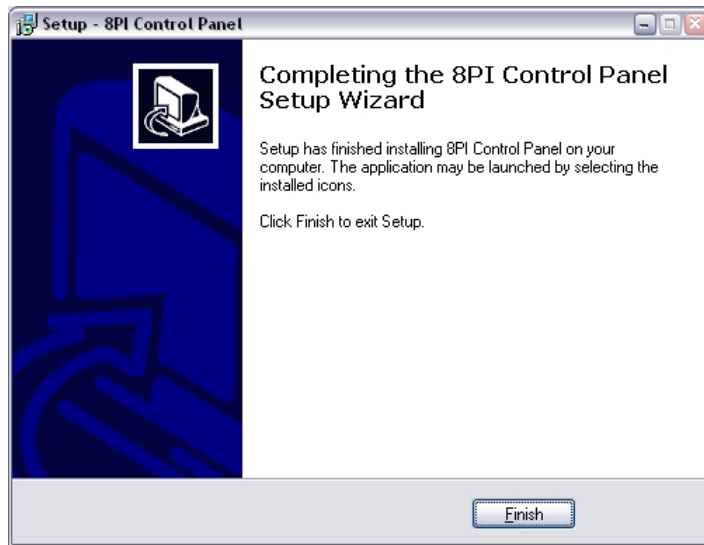 Setup - 8PI Control Panel
Completing the 8PI Control Panel
Setup Wizard
Setup has finished installing 8PI Control Panel on your
computer. The application may be launched by selecting the
installed icons.
Click Finish to exit Setup.
Finish